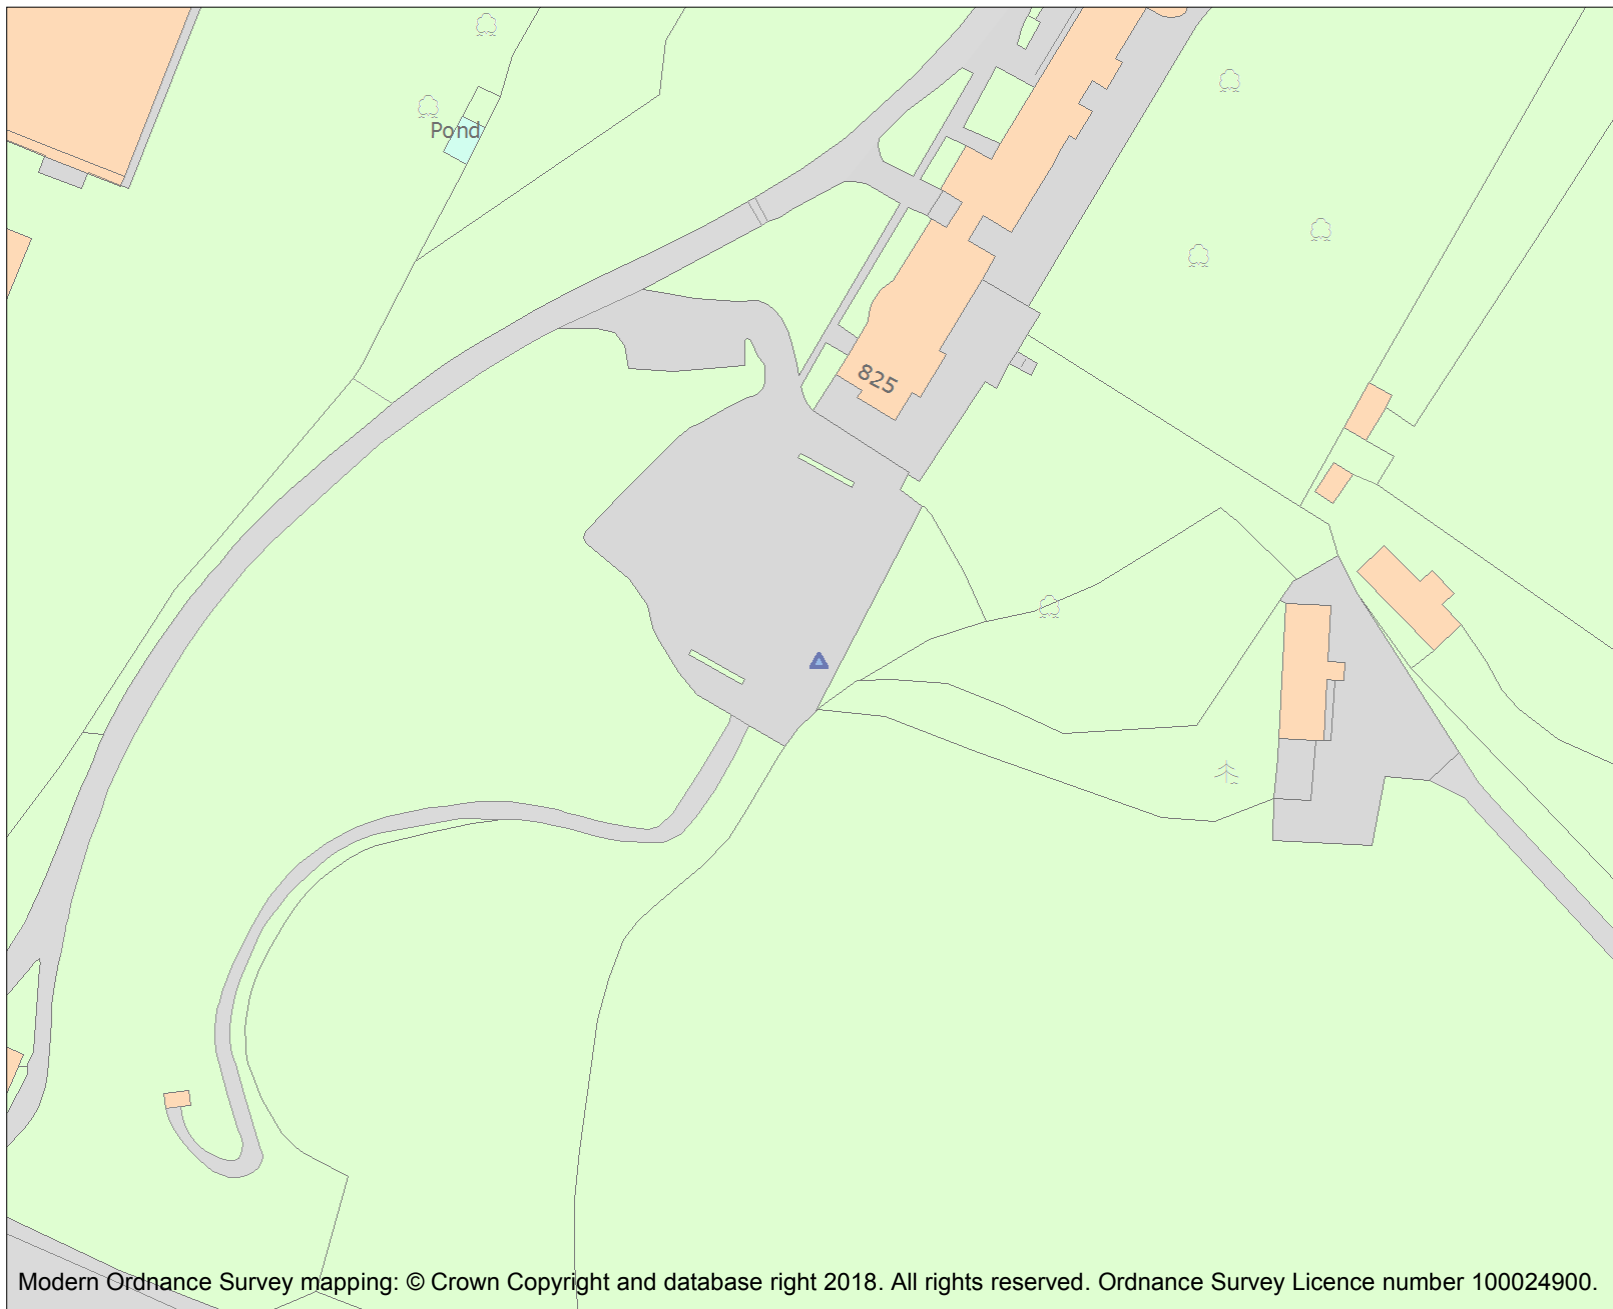 Pond
825
Modern Ordnance Survey mapping: © Crown Copyright and database right 2018. All rights reserved. Ordnance Survey Licence number 100024900.